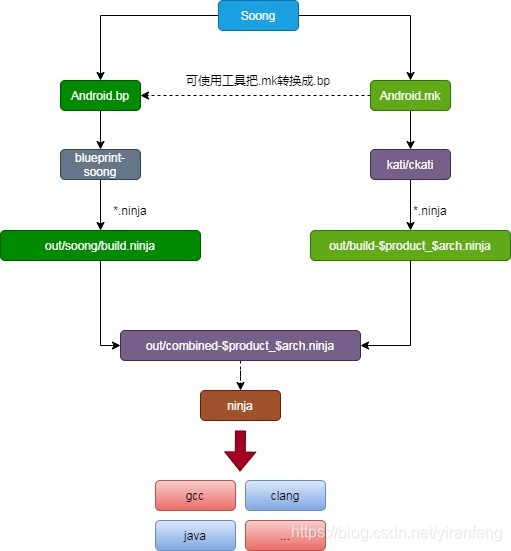 Soong
可使用工具把.mk转换成.bp
Android.bp
Android.mk
blueprint-
soong
kati/ckati
*.ninja
*.ninja
out/soong/build.ninja
out/build-$product_$arch.ninja
out/combined-$product_$arch.ninja
ninja
gcc
clang
java
...
https://blog.csdn.net/yiranfeng